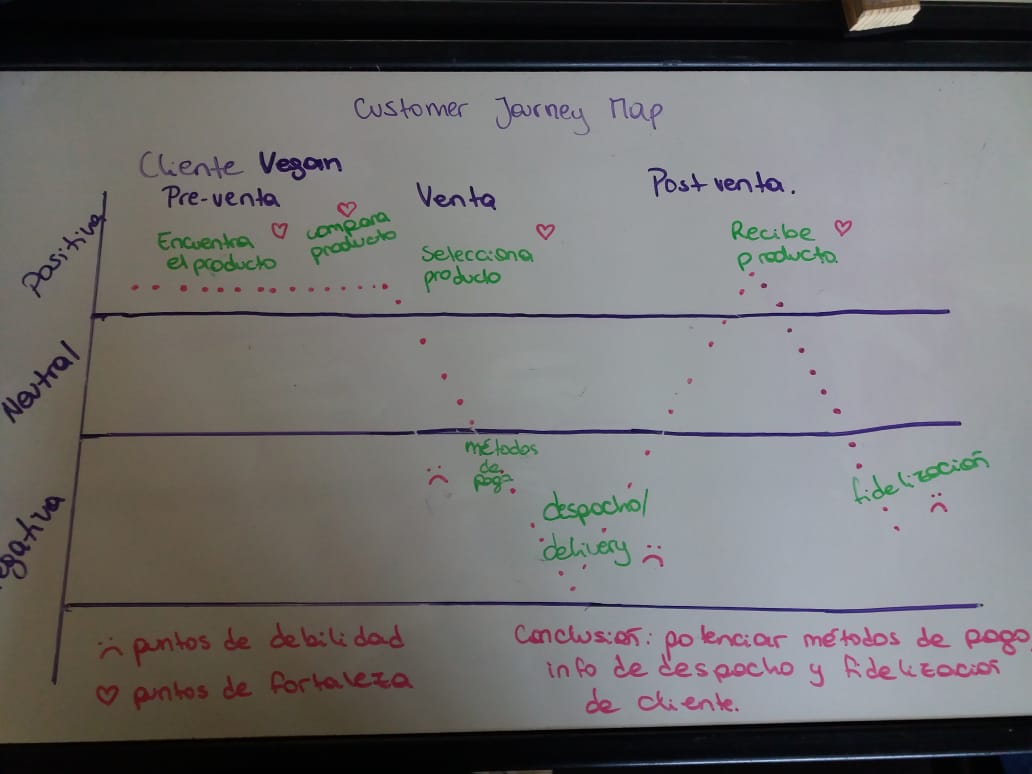 Customer Journey Map
Cliente Vegan
Pre-venta
Venta
Post venta.
Positiva
Encuentra
el producto
compara
producto
Selecciona
producto
Recibe
producto.
Neutral
egativa
métodos
de
pago
despacho/
delivery
fidelización
puntos de debilidad
puntos de fortaleza
Conclusión: potenciar métodos de pago,
info de despacho y fidelización
de cliente.